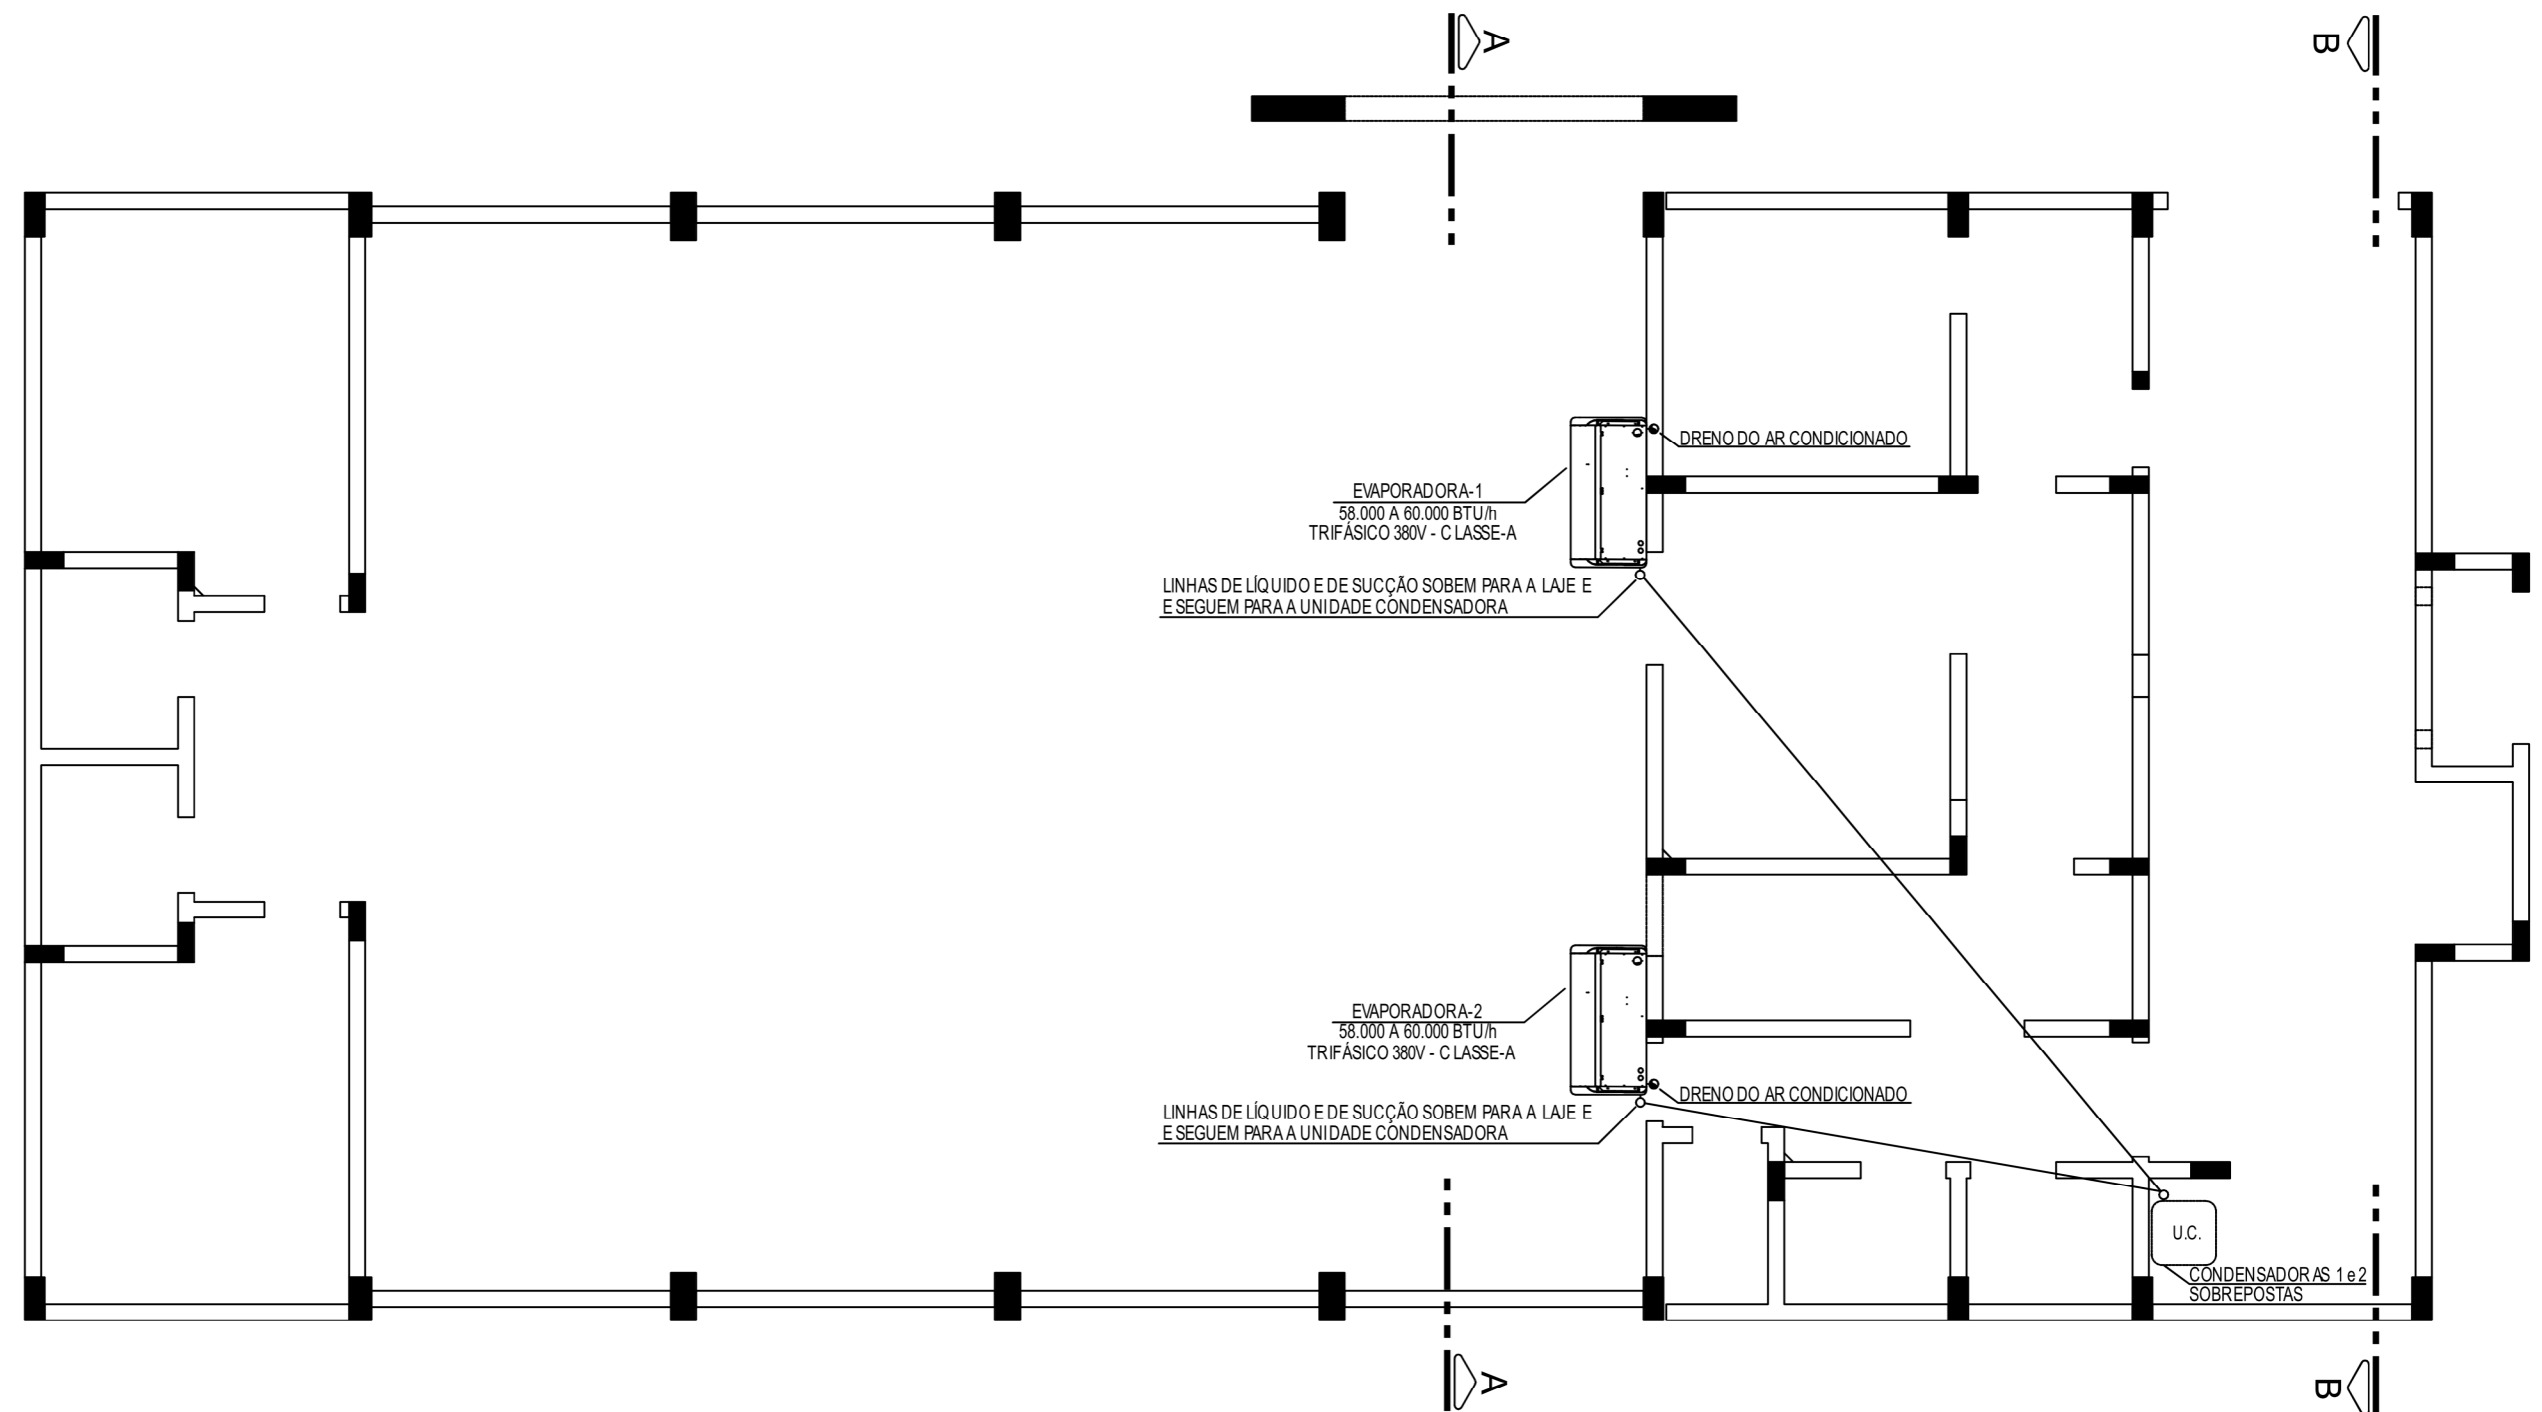 A
B
DRENO DO AR CONDICIONADO
EVAPORADORA-1
58.000 A 60.000 BTU/h
TRIFÁSICO 380V - CLASSE-A
LINHAS DE LÍQUIDO E DE SUCÇÃO SOBEM PARA A LAJE E
E SEGUEM PARA A UNIDADE CONDENSADORA
EVAPORADORA-2
58.000 A 60.000 BTU/h
TRIFÁSICO 380V - CLASSE-A
DRENO DO AR CONDICIONADO
LINHAS DE LÍQUIDO E DE SUCÇÃO SOBEM PARA A LAJE E
E SEGUEM PARA A UNIDADE CONDENSADORA
U.C.
CONDENSADORAS 1 e 2
SOBREPOSTAS
A
B